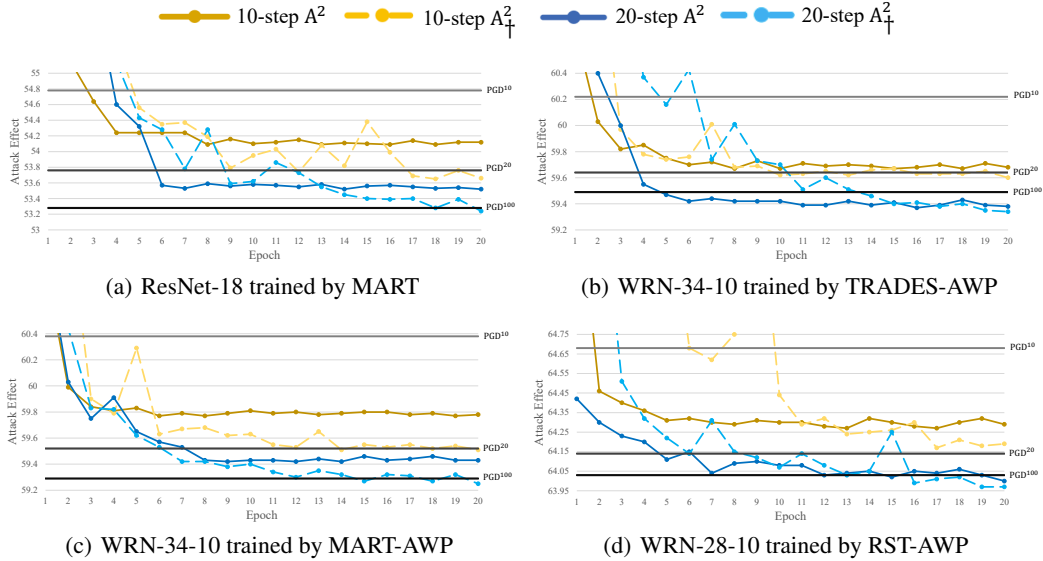 10-step A² 10-step A²† 20-step A² 20-step A²†
Attack Effect
55
54.8
54.6
54.4
54.2
54
53.8
53.6
53.4
53.2
53
PGD¹⁰
PGD²⁰
PGD¹⁰⁰
1 2 3 4 5 6 7 8 9 10 11 12 13 14 15 16 17 18 19 20
Epoch
(a) ResNet-18 trained by MART
Attack Effect
60.4
60.2
60
59.8
59.6
59.4
59.2
PGD¹⁰
PGD²⁰
PGD¹⁰⁰
1 2 3 4 5 6 7 8 9 10 11 12 13 14 15 16 17 18 19 20
Epoch
(b) WRN-34-10 trained by TRADES-AWP
Attack Effect
60.4
60.2
60
59.8
59.6
59.4
59.2
PGD¹⁰
PGD²⁰
PGD¹⁰⁰
1 2 3 4 5 6 7 8 9 10 11 12 13 14 15 16 17 18 19 20
Epoch
(c) WRN-34-10 trained by MART-AWP
Attack Effect
64.75
64.65
64.55
64.45
64.35
64.25
64.15
64.05
63.95
PGD¹⁰
PGD²⁰
PGD¹⁰⁰
1 2 3 4 5 6 7 8 9 10 11 12 13 14 15 16 17 18 19 20
Epoch
(d) WRN-28-10 trained by RST-AWP